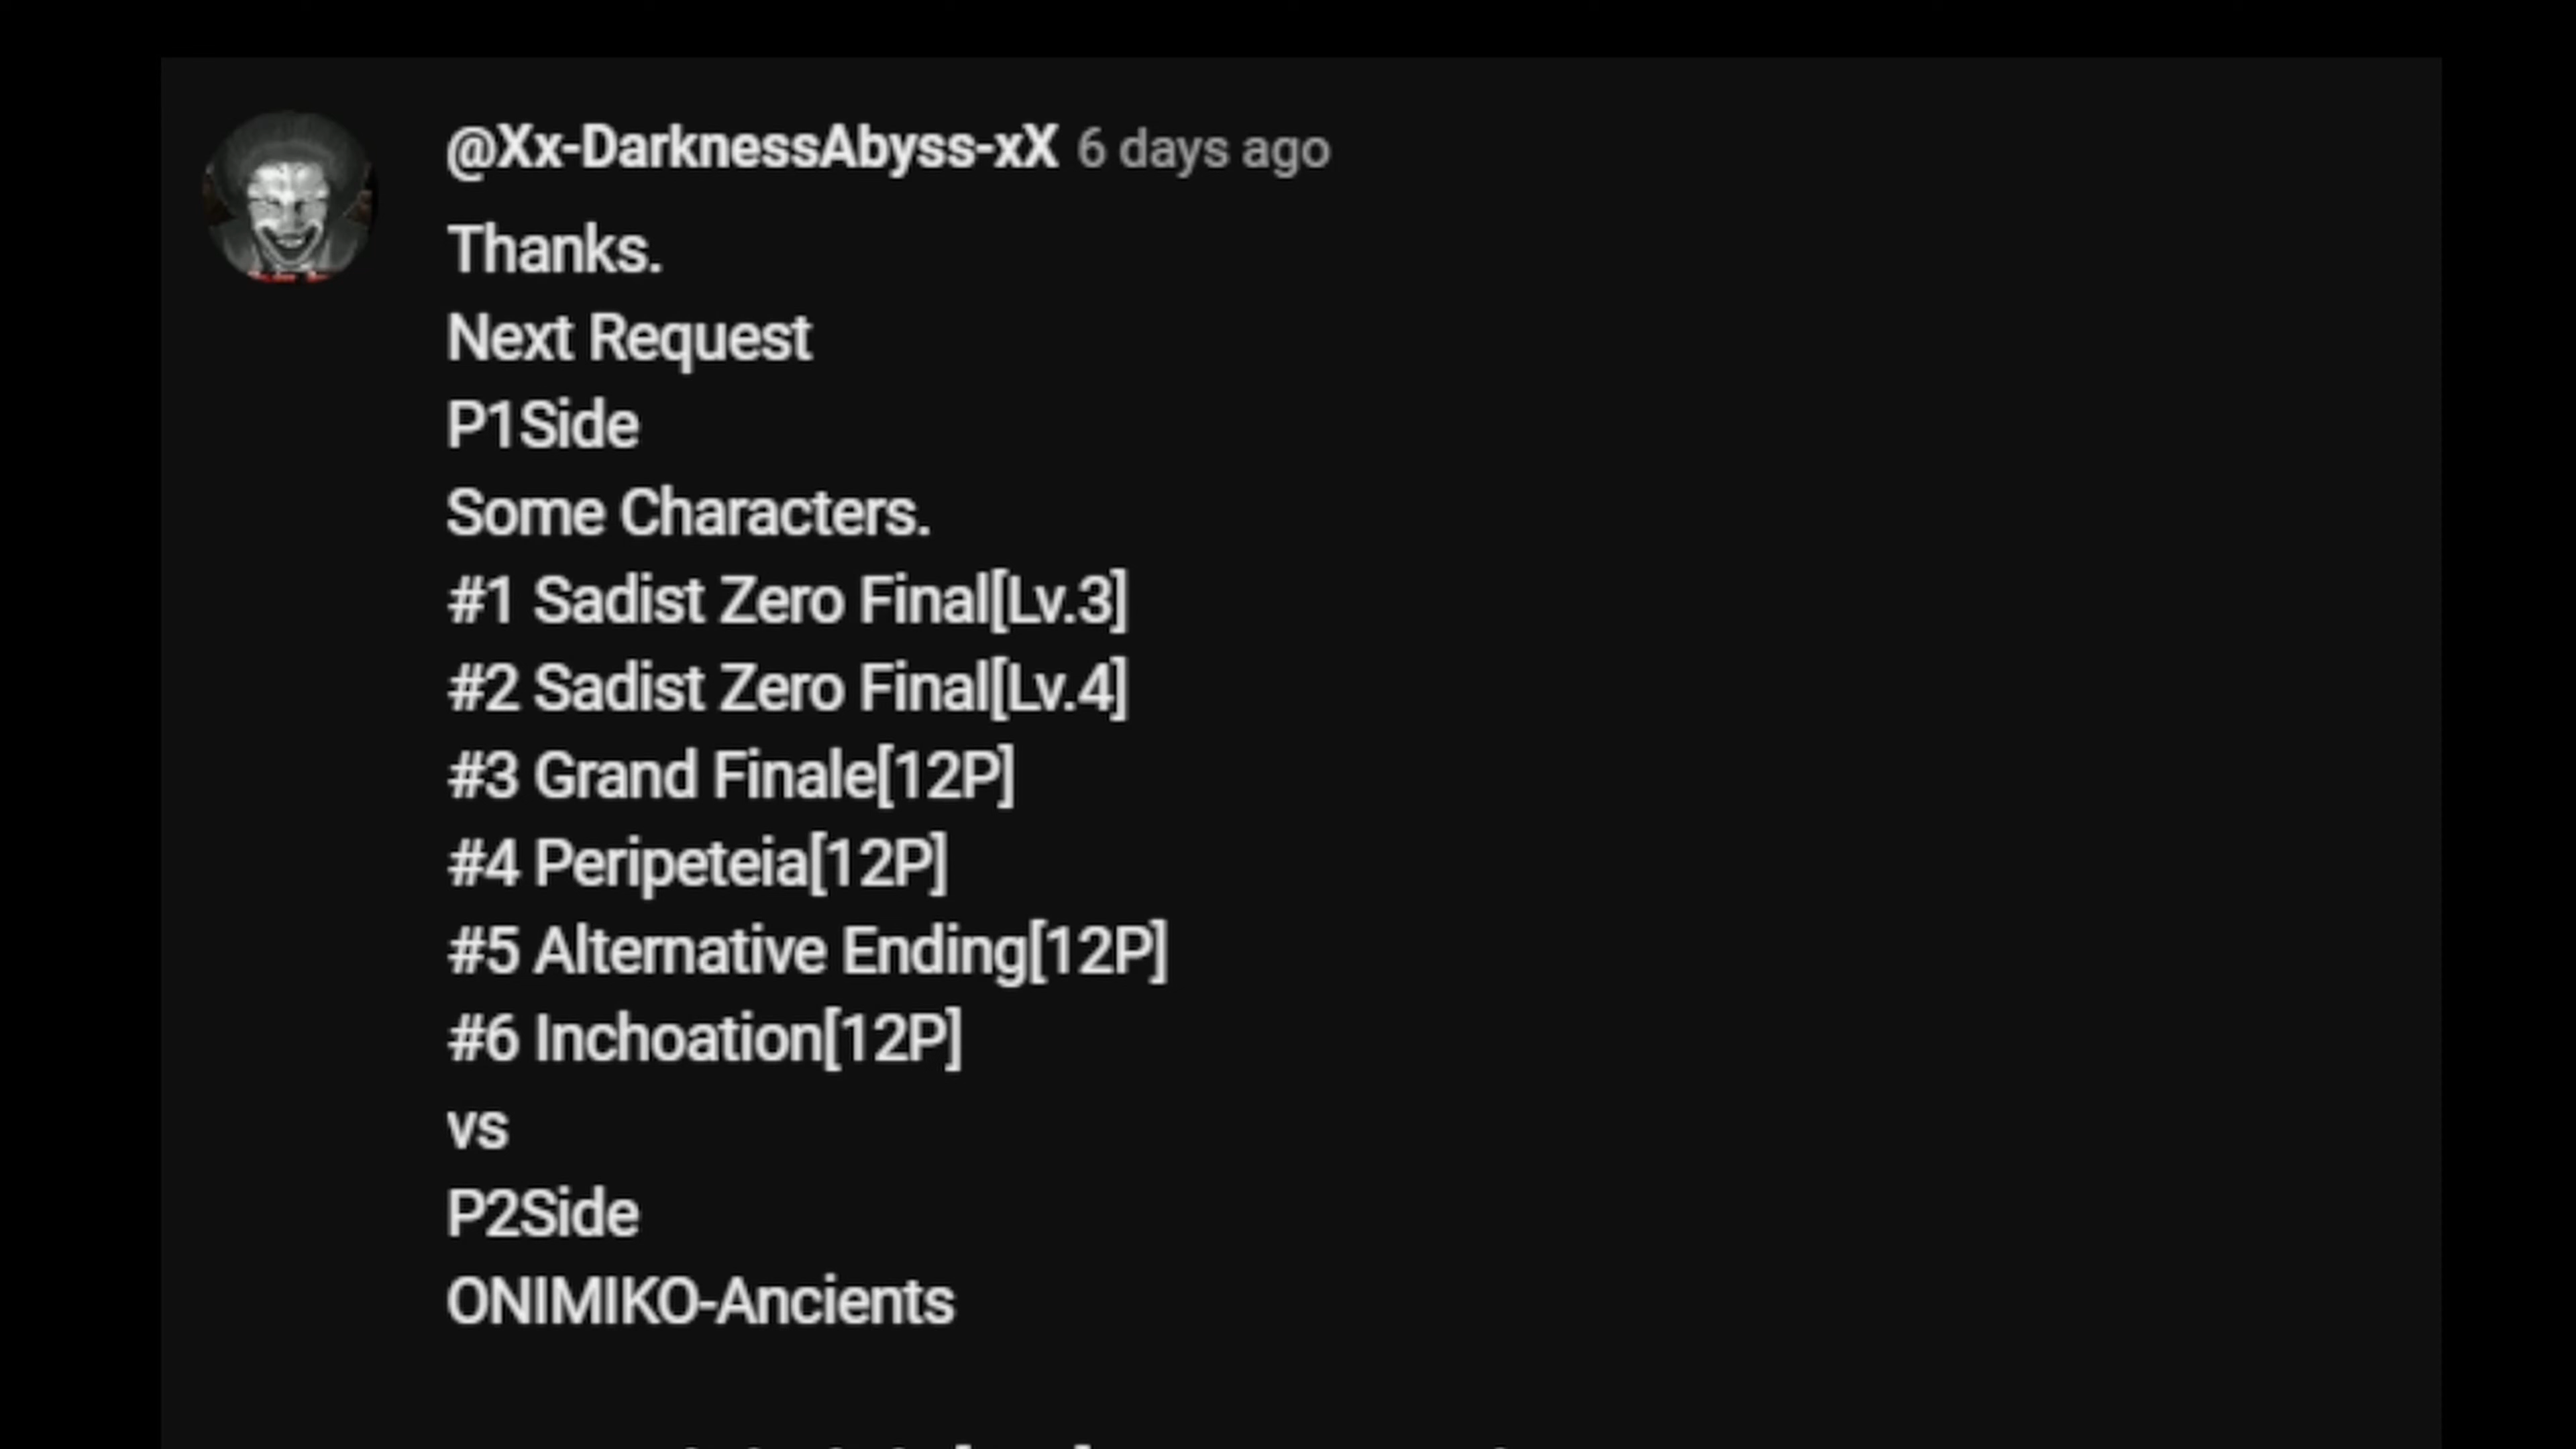 @Xx-DarknessAbyss-xX 6 days ago
Thanks.
Next Request
P1Side
Some Characters.
#1 Sadist Zero Final[Lv.3]
#2 Sadist Zero Final[Lv.4]
#3 Grand Finale[12P]
#4 Peripeteia[12P]
#5 Alternative Ending[12P]
#6 Inchoation[12P]
vs
P2Side
ONIMIKO-Ancients